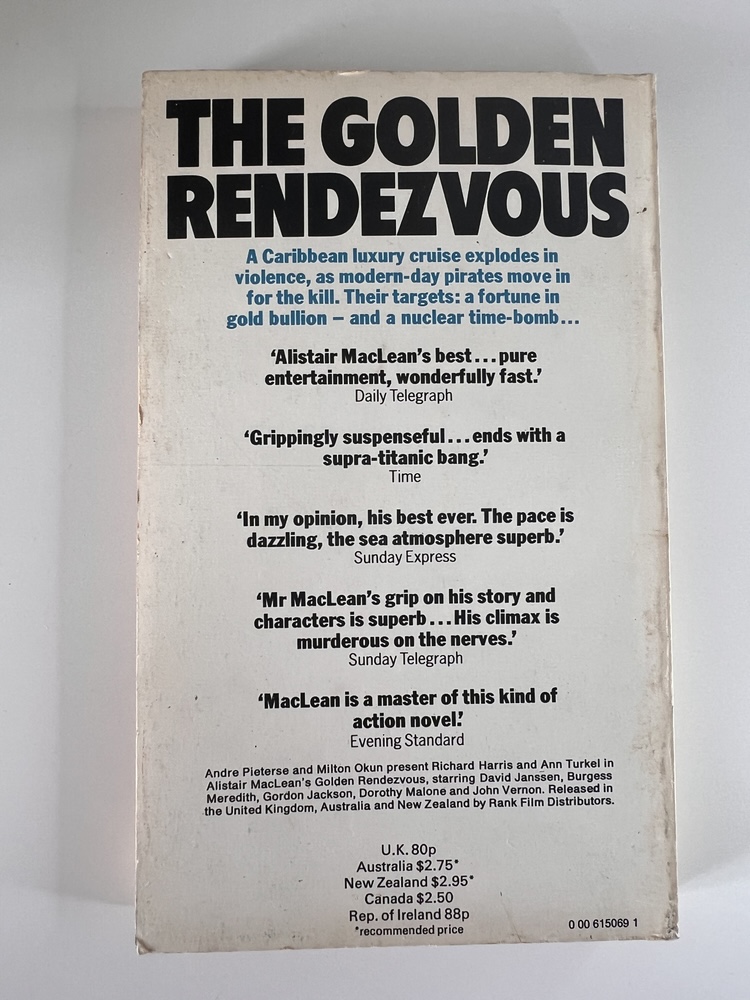 THE GOLDEN
RENDEZVOUS
A Caribbean luxury cruise explodes in
violence, as modern-day pirates move in
for the kill. Their targets: a fortune in
gold bullion – and a nuclear time-bomb...
‘Alistair MacLean’s best...pure
entertainment, wonderfully fast.’
Daily Telegraph
‘Grippingly suspenseful...ends with a
supra-titanic bang.’
Time
‘In my opinion, his best ever. The pace is
dazzling, the sea atmosphere superb.’
Sunday Express
‘Mr MacLean’s grip on his story and
characters is superb...His climax is
murderous on the nerves.’
Sunday Telegraph
‘MacLean is a master of this kind of
action novel.’
Evening Standard
Andre Pieterse and Milton Okun present Richard Harris and Ann Turkel in
Alistair MacLean's Golden Rendezvous, starring David Janssen, Burgess
Meredith, Gordon Jackson, Dorothy Malone and John Vernon. Released in
the United Kingdom, Australia and New Zealand by Rank Film Distributors.
U.K. 80p
Australia $2.75*
New Zealand $2.95*
Canada $2.50
Rep. of Ireland 88p
*recommended price
0 00 615069 1